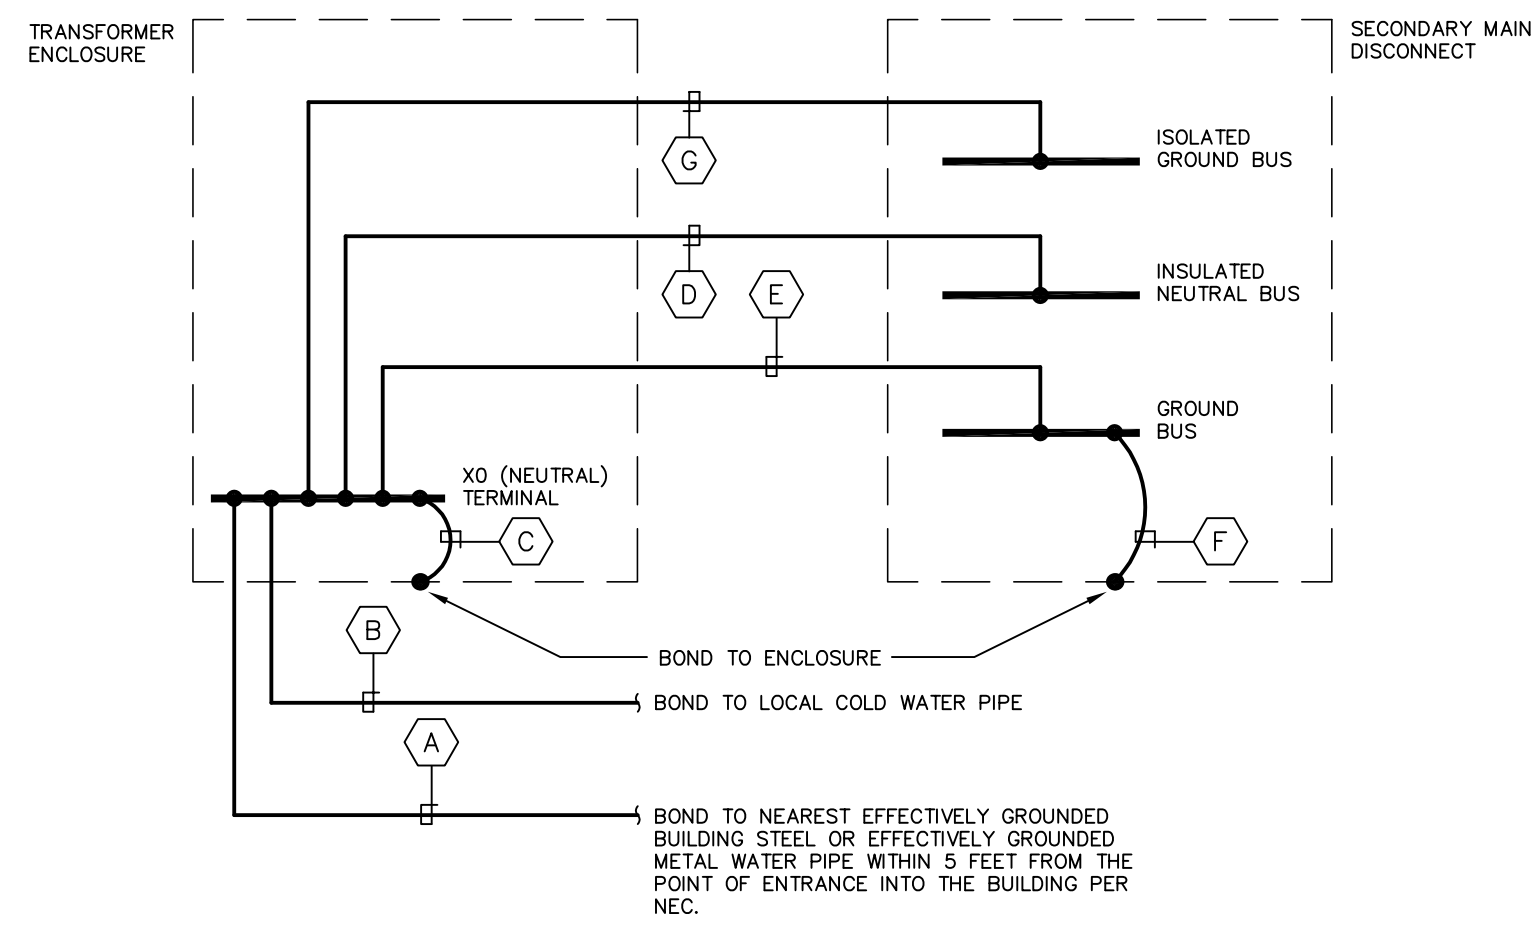 TRANSFORMER
ENCLOSURE
SECONDARY MAIN
DISCONNECT
ISOLATED
GROUND BUS
G
INSULATED
NEUTRAL BUS
D
E
GROUND
BUS
X0 (NEUTRAL)
TERMINAL
C
F
B
BOND TO ENCLOSURE
BOND TO LOCAL COLD WATER PIPE
A
BOND TO NEAREST EFFECTIVELY GROUNDED
BUILDING STEEL OR EFFECTIVELY GROUNDED
METAL WATER PIPE WITHIN 5 FEET FROM THE
POINT OF ENTRANCE INTO THE BUILDING PER
NEC.